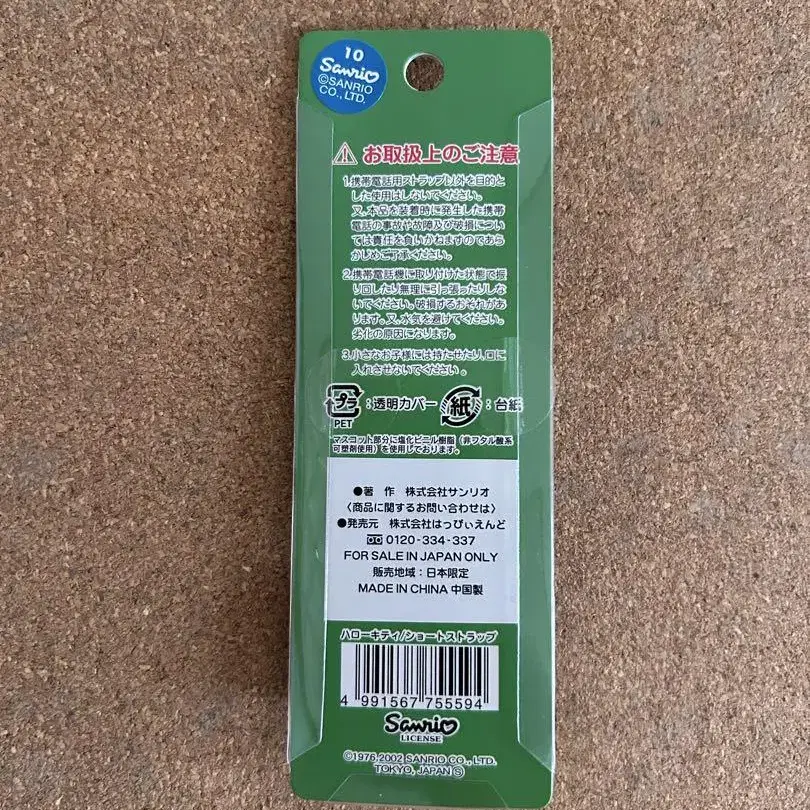 10
Sanrio
©SANRIO
CO., LTD.
⚠ お取扱上のご注意
1.携帯電話用ストラップ以外を目的と
した使用はしないでください。
又、本品を装着時に発生した携帯
電話の事故や故障及び破損につい
ては責任を負いかねますのであら
かじめご了承ください。
2.携帯電話機に取り付けた状態で振
り回したり無理に引っ張ったりしな
いでください。破損するおそれがあ
ります。又、水気を避けてください。
劣化の原因になります。
3.小さなお子様には持たせたり、口に
入れさせないでください。
プラ :透明カバー 紙 :台紙
PET
マスコット部分に塩化ビニル樹脂(非フタル酸系
可塑剤使用)を使用しております。
●著 作 株式会社サンリオ
〈商品に関するお問い合わせは〉
●発売元 株式会社はっぴぃえんど
0120-334-337
FOR SALE IN JAPAN ONLY
販売地域:日本限定
MADE IN CHINA 中国製
ハローキティ/ショートストラップ
4 991567 755594
Sanrio
LICENSE
©1976,2002 SANRIO CO., LTD.
TOKYO, JAPAN Ⓢ